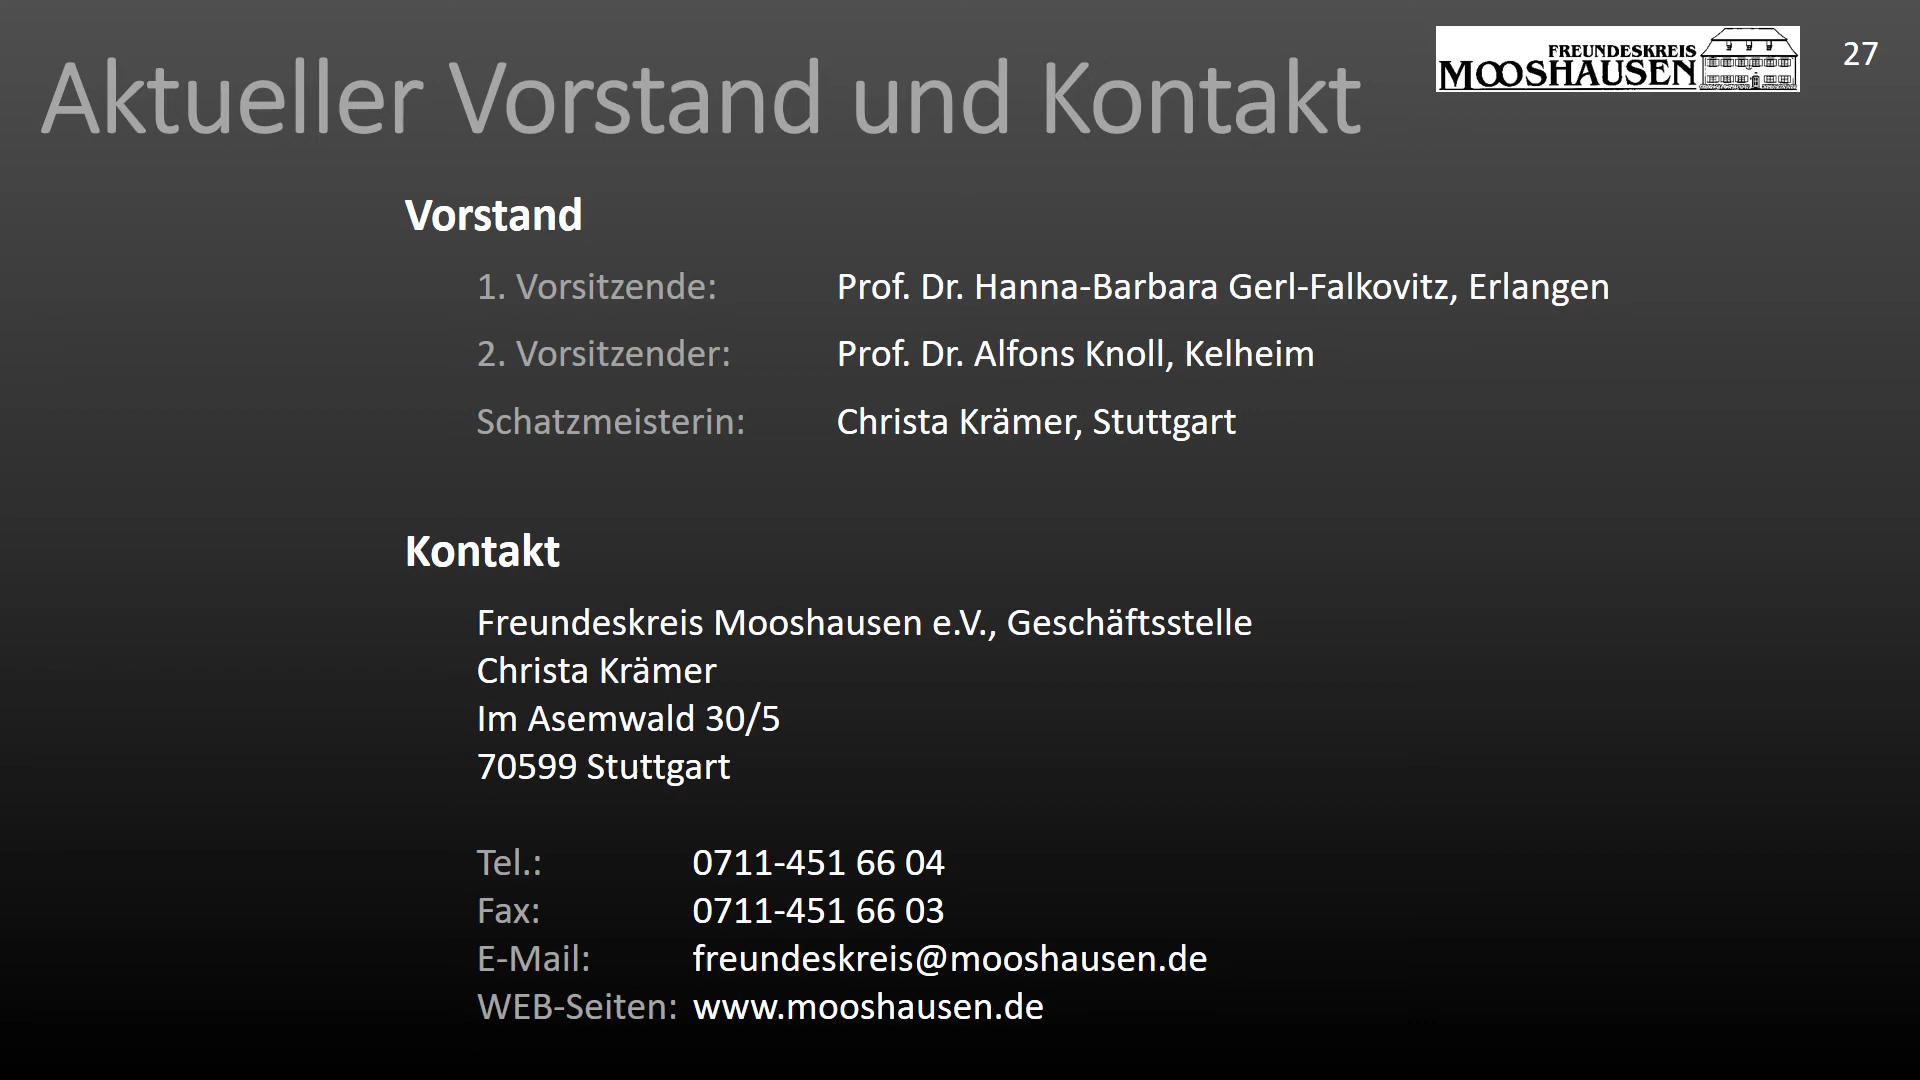 Aktueller Vorstand und Kontakt
FREUNDESKREIS
MOOSHAUSEN
27
Vorstand
1. Vorsitzende: Prof. Dr. Hanna-Barbara Gerl-Falkovitz, Erlangen
2. Vorsitzender: Prof. Dr. Alfons Knoll, Kelheim
Schatzmeisterin: Christa Krämer, Stuttgart
Kontakt
Freundeskreis Mooshausen e.V., Geschäftsstelle
Christa Krämer
Im Asemwald 30/5
70599 Stuttgart
Tel.: 0711-451 66 04
Fax: 0711-451 66 03
E-Mail: freundeskreis@mooshausen.de
WEB-Seiten: www.mooshausen.de